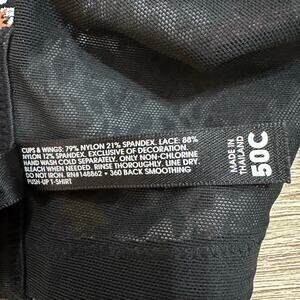 CUPS & WINGS: 79% NYLON 21% SPANDEX. LACE: 88%
NYLON 12% SPANDEX. EXCLUSIVE OF DECORATION.
HAND WASH COLD SEPARATELY. ONLY NON-CHLORINE
BLEACH WHEN NEEDED. RINSE THOROUGHLY. LINE DRY.
DO NOT IRON. RN#148862 • 360 BACK SMOOTHING
PUSH-UP T-SHIRT
MADE IN
THAILAND
50C